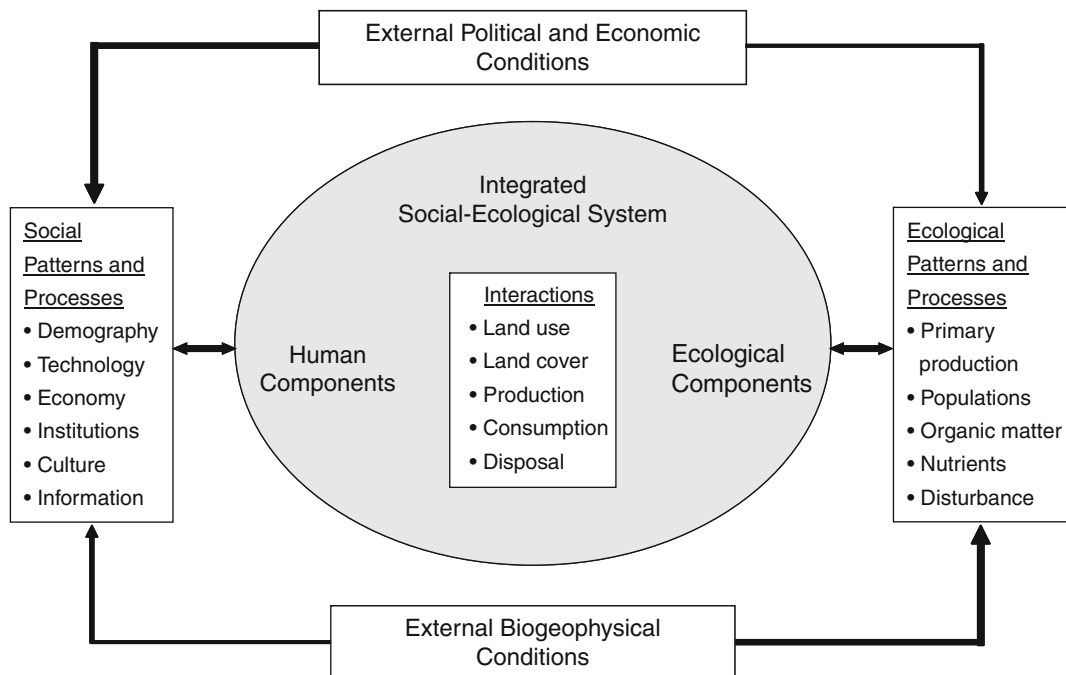 External Political and Economic
Conditions
Integrated
Social-Ecological System
Social
Patterns and
Processes
• Demography
• Technology
• Economy
• Institutions
• Culture
• Information
Human
Components
Interactions
• Land use
• Land cover
• Production
• Consumption
• Disposal
Ecological
Components
Ecological
Patterns and
Processes
• Primary
production
• Populations
• Organic matter
• Nutrients
• Disturbance
External Biogeophysical
Conditions